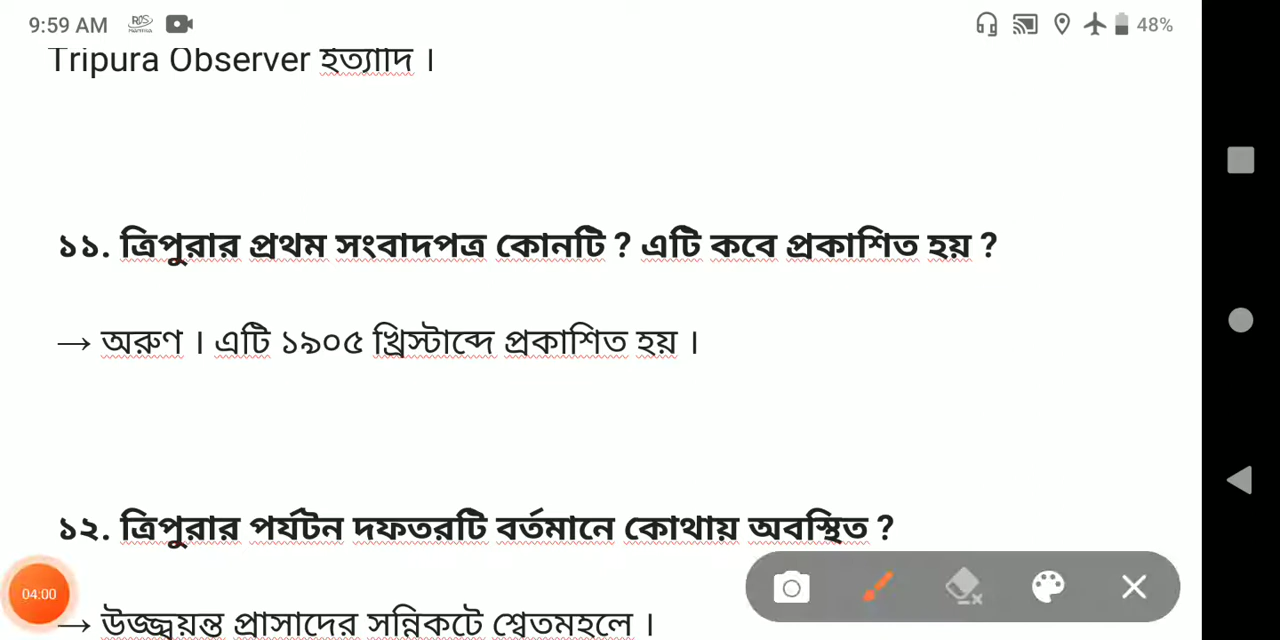 9:59 AM 48%
Tripura Observer ইত্যাদি ।
১১. ত্রিপুরার প্রথম সংবাদপত্র কোনটি ? এটি কবে প্রকাশিত হয় ?
→ অরুণ । এটি ১৯০৫ খ্রিস্টাব্দে প্রকাশিত হয় ।
১২. ত্রিপুরার পর্যটন দফতরটি বর্তমানে কোথায় অবস্থিত ?
04:00
→ উজ্জ্বয়ন্ত প্রাসাদের সন্নিকটে শ্বেতমহলে ।